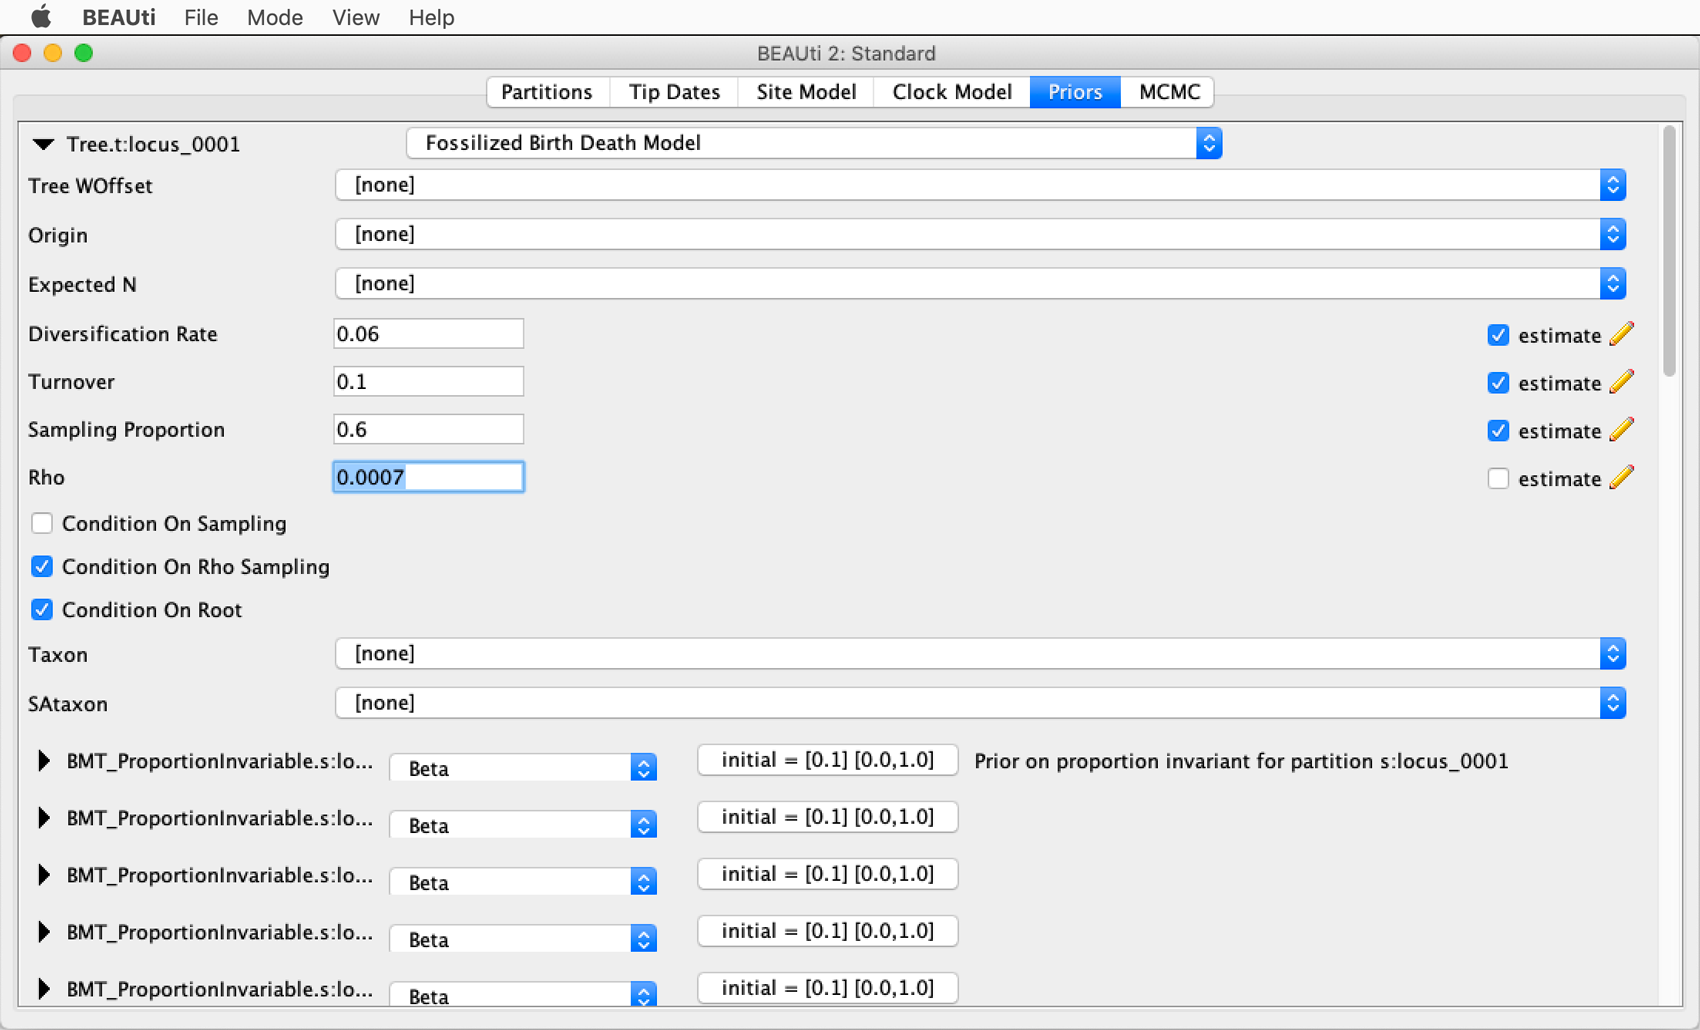 BEAUti File Mode View Help
BEAUti 2: Standard
Partitions Tip Dates Site Model Clock Model Priors MCMC
Tree.t:locus_0001 Fossilized Birth Death Model
Tree WOffset [none]
Origin [none]
Expected N [none]
Diversification Rate 0.06 estimate
Turnover 0.1 estimate
Sampling Proportion 0.6 estimate
Rho 0.0007 estimate
Condition On Sampling
Condition On Rho Sampling
Condition On Root
Taxon [none]
SAtaxon [none]
BMT_ProportionInvariable.s:lo... Beta initial = [0.1] [0.0,1.0] Prior on proportion invariant for partition s:locus_0001
BMT_ProportionInvariable.s:lo... Beta initial = [0.1] [0.0,1.0]
BMT_ProportionInvariable.s:lo... Beta initial = [0.1] [0.0,1.0]
BMT_ProportionInvariable.s:lo... Beta initial = [0.1] [0.0,1.0]
BMT_ProportionInvariable.s:lo... Beta initial = [0.1] [0.0,1.0]